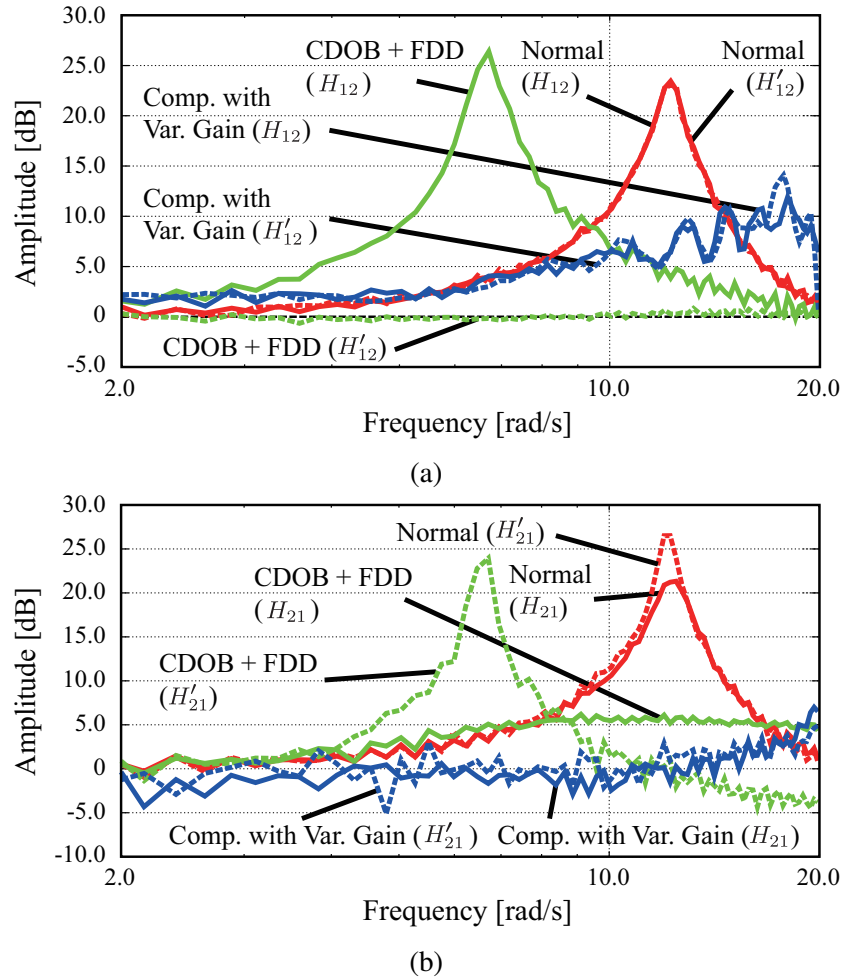 30.0
25.0
20.0
15.0
10.0
5.0
0
-5.0
Amplitude [dB]
CDOB + FDD
(H12)
Normal
(H12)
Normal
(H′12)
Comp. with
Var. Gain (H12)
Comp. with
Var. Gain (H′12)
CDOB + FDD (H′12)
2.0
10.0
20.0
Frequency [rad/s]
(a)
30.0
25.0
20.0
15.0
10.0
5.0
0
-5.0
-10.0
Amplitude [dB]
Normal (H′21)
CDOB + FDD
(H21)
Normal
(H21)
CDOB + FDD
(H′21)
Comp. with Var. Gain (H′21)
Comp. with Var. Gain (H21)
2.0
10.0
20.0
Frequency [rad/s]
(b)